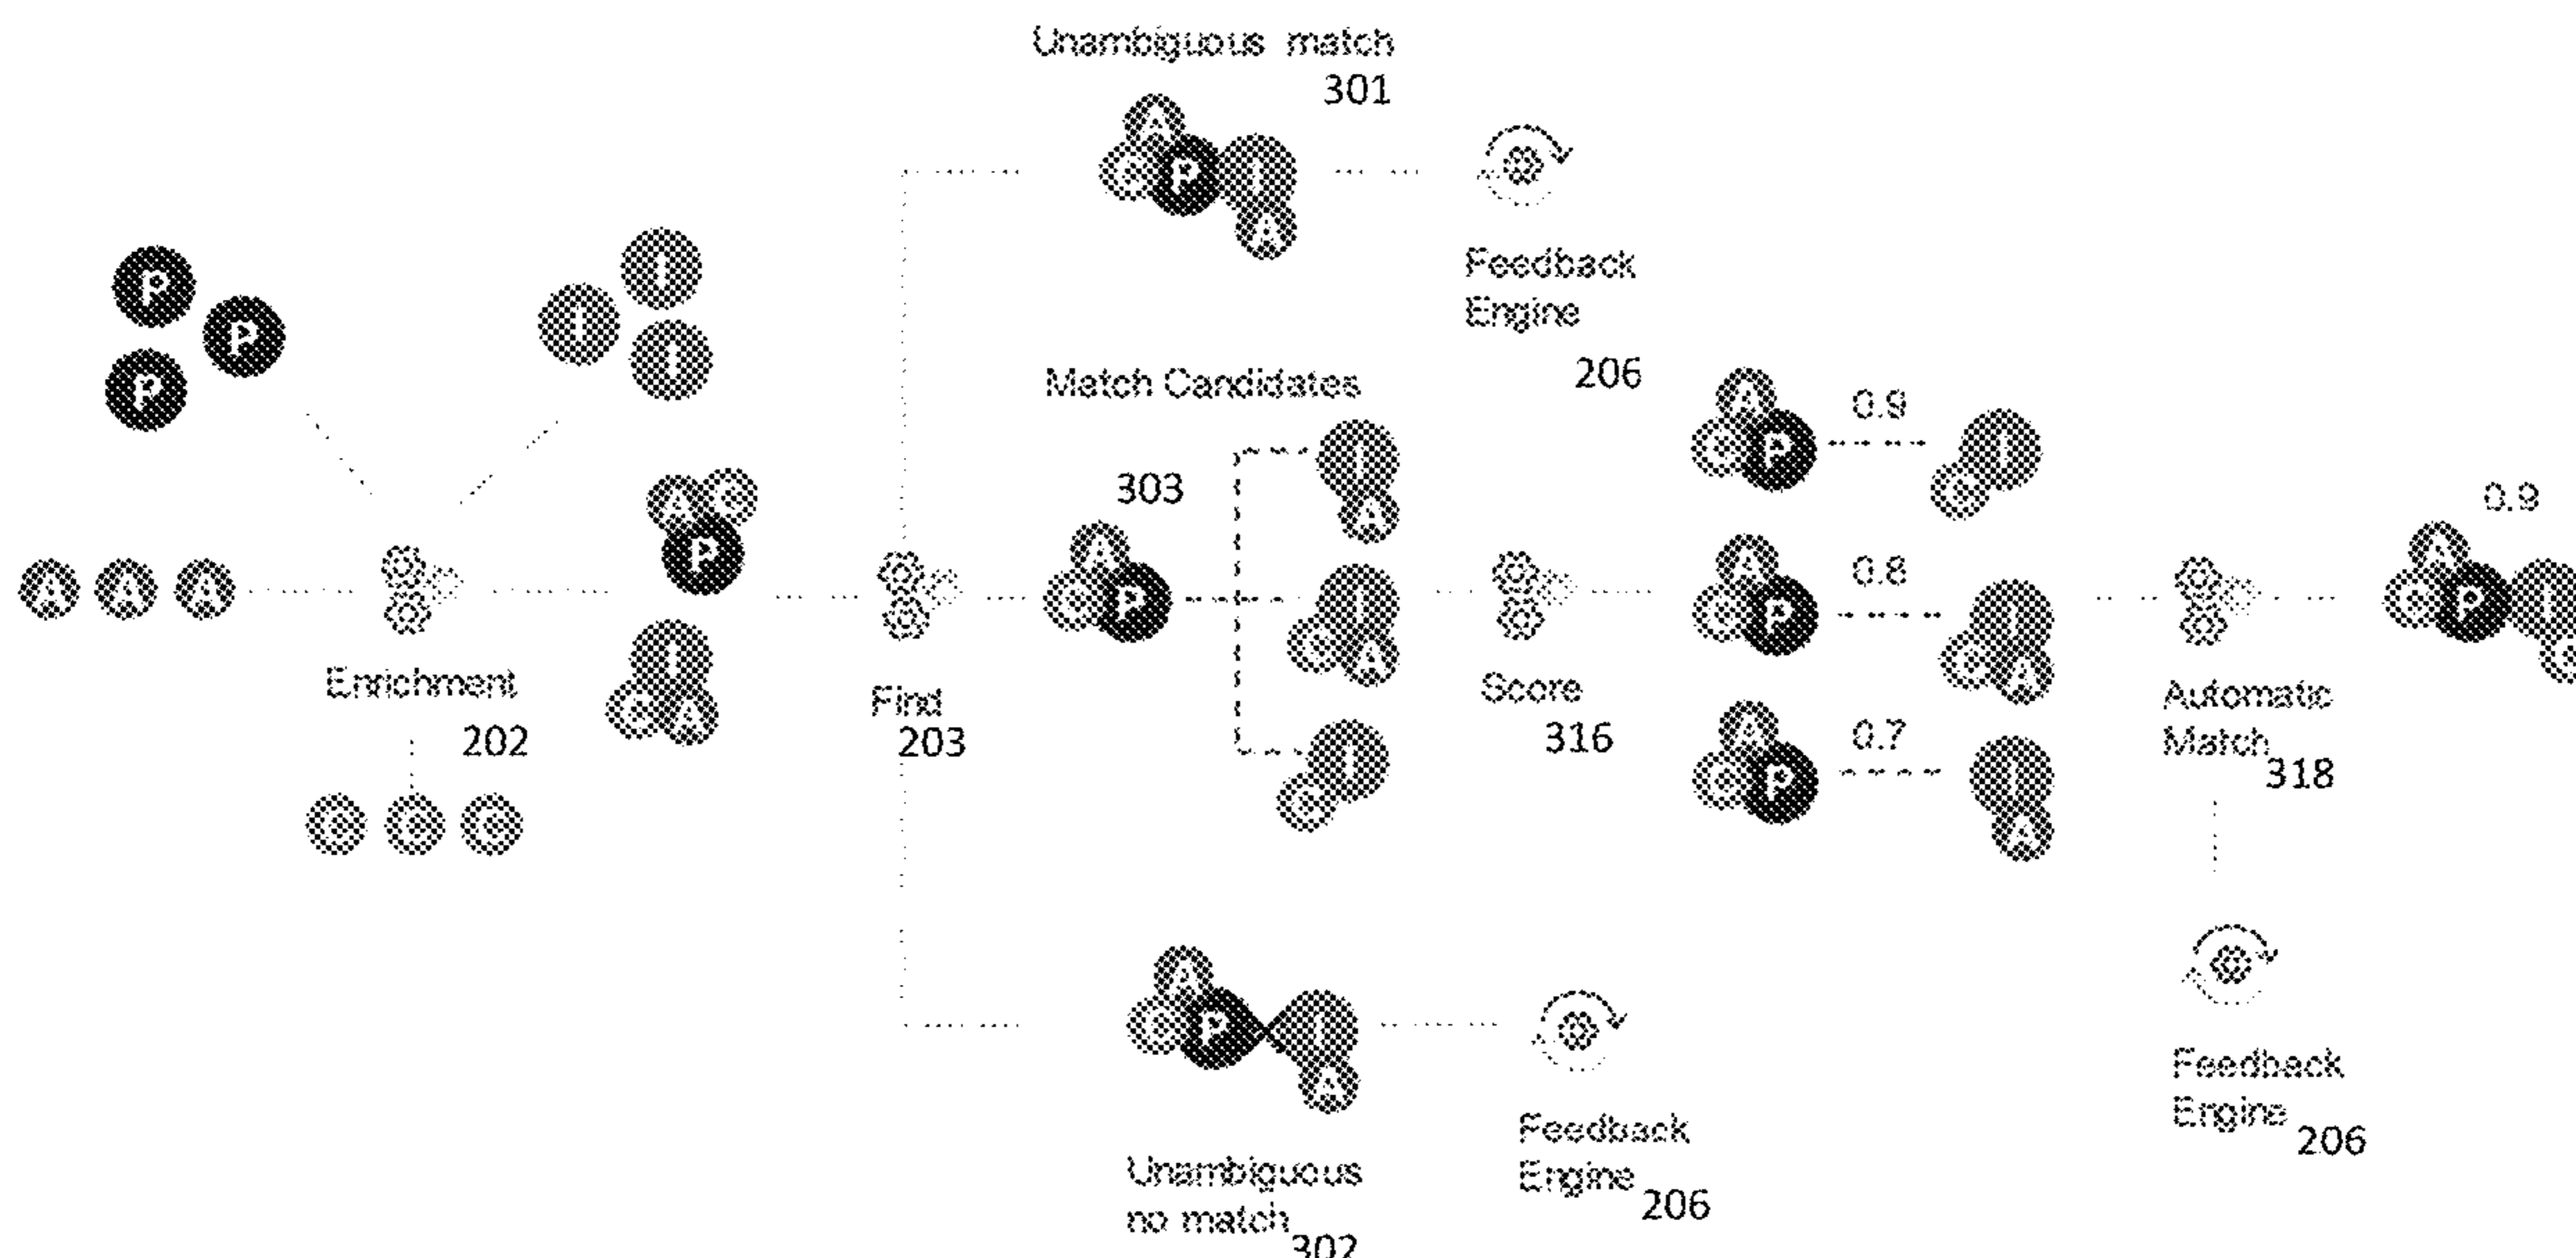 Unambiguous match
301
A
C P I
A
Feedback
Engine
206
P
P
P
I
I
I
Match Candidates
303
A
C P
I
A
I
C A
I
C
A A A
Enrichment
202
C C C
A C
P
I
C A
Find
203
Score
316
A
C P
0.9
I
C
A
C P
0.8
I
C A
A
C P
0.7
I
A
Automatic
Match
318
0.9
A
C P I
C
Feedback
Engine
206
A
C P I
A
Unambiguous
no match
302
Feedback
Engine
206